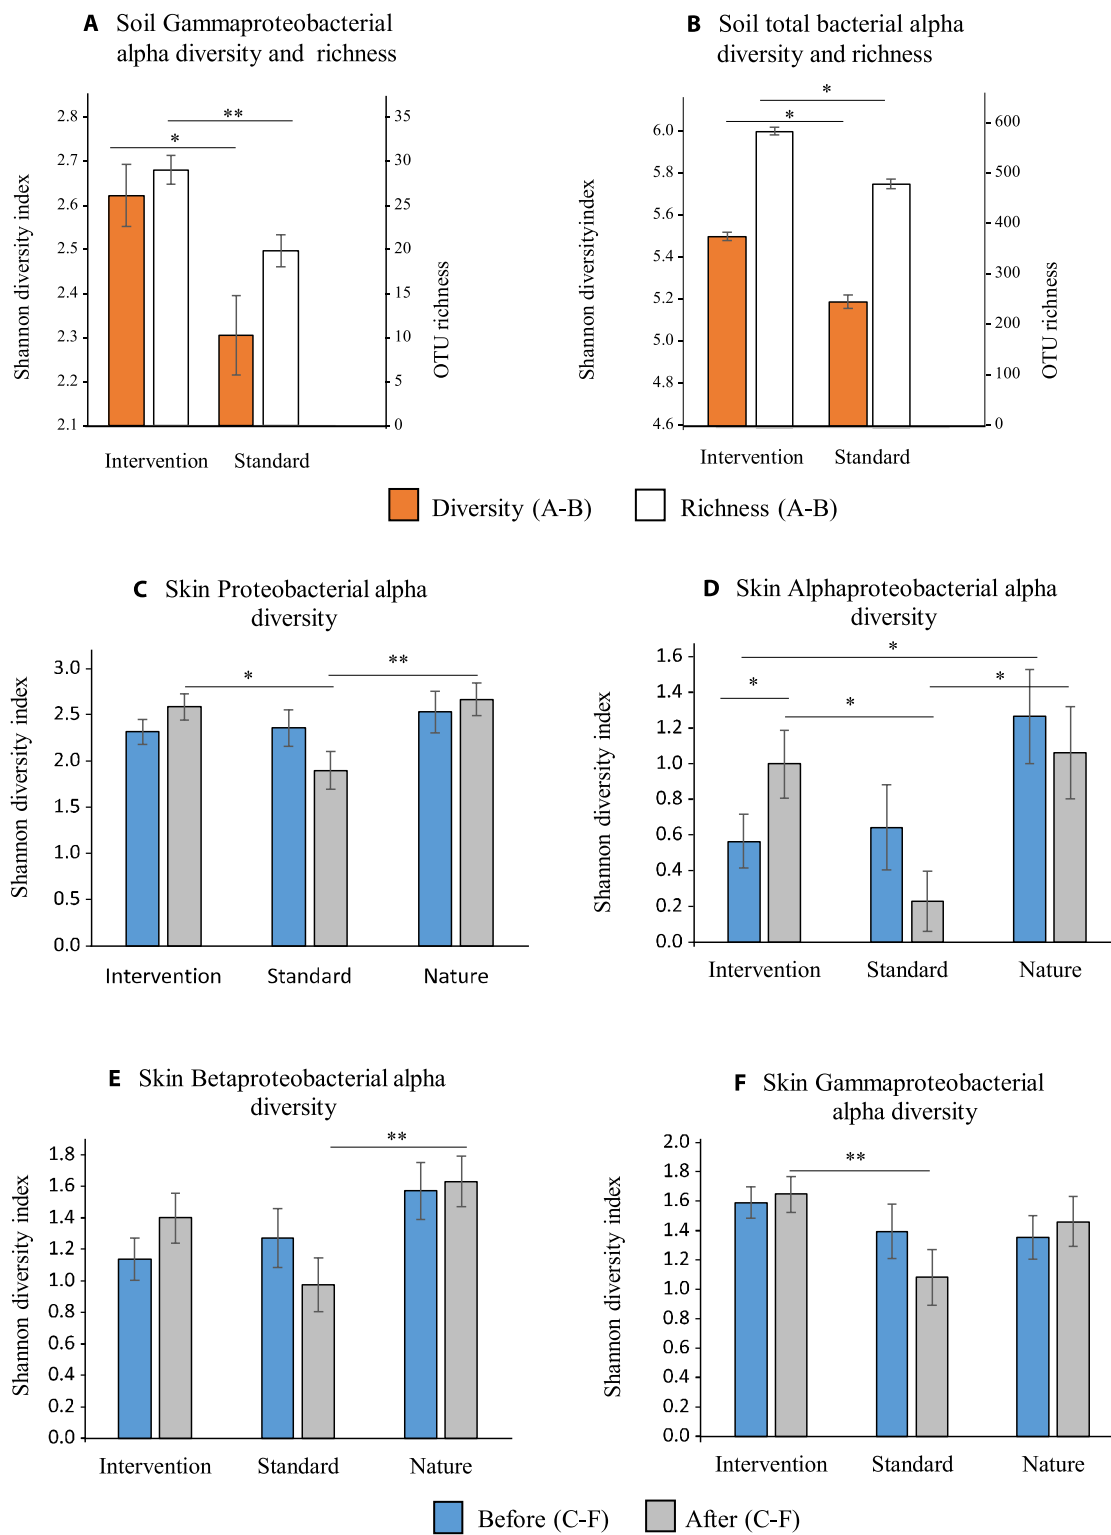 A Soil Gammaproteobacterial
alpha diversity and richness
Shannon diversity index
2.8
2.7
2.6
2.5
2.4
2.3
2.2
2.1
*
**
35
30
25
20
15
10
5
0
OTU richness
Intervention Standard
B Soil total bacterial alpha
diversity and richness
Shannon diversityindex
6.0
5.8
5.6
5.4
5.2
5.0
4.8
4.6
*
*
600
500
400
300
200
100
0
OTU richness
Intervention Standard
Diversity (A-B) Richness (A-B)
C Skin Proteobacterial alpha
diversity
Shannon diversity index
3.0
2.5
2.0
1.5
1.0
0.5
0.0
*
**
Intervention Standard Nature
D Skin Alphaproteobacterial alpha
diversity
Shannon diversity index
1.6
1.4
1.2
1.0
0.8
0.6
0.4
0.2
0.0
*
*
*
*
Intervention Standard Nature
E Skin Betaproteobacterial alpha
diversity
Shannon diversity index
1.8
1.6
1.4
1.2
1.0
0.8
0.6
0.4
0.2
0.0
**
Intervention Standard Nature
F Skin Gammaproteobacterial
alpha diversity
Shannon diversity index
2.0
1.8
1.6
1.4
1.2
1.0
0.8
0.6
0.4
0.2
0.0
**
Intervention Standard Nature
Before (C-F) After (C-F)